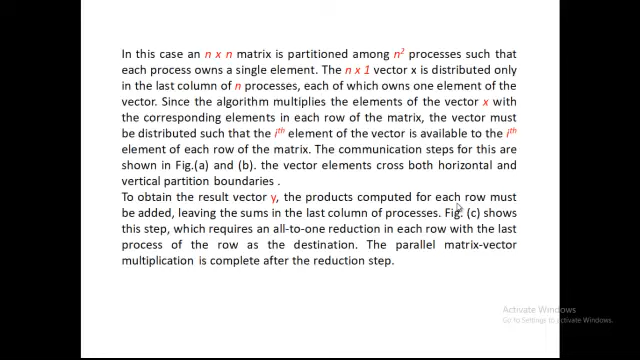 In this case an n x n matrix is partitioned among n² processes such that
each process owns a single element. The n x 1 vector x is distributed only
in the last column of n processes, each of which owns one element of the
vector. Since the algorithm multiplies the elements of the vector x with
the corresponding elements in each row of the matrix, the vector must
be distributed such that the iᵗʰ element of the vector is available to the iᵗʰ
element of each row of the matrix. The communication steps for this are
shown in Fig.(a) and (b). the vector elements cross both horizontal and
vertical partition boundaries .
To obtain the result vector y, the products computed for each row must
be added, leaving the sums in the last column of processes. Fig. (c) shows
this step, which requires an all-to-one reduction in each row with the last
process of the row as the destination. The parallel matrix-vector
multiplication is complete after the reduction step.
Activate Windows
Go to Settings to activate Windows.